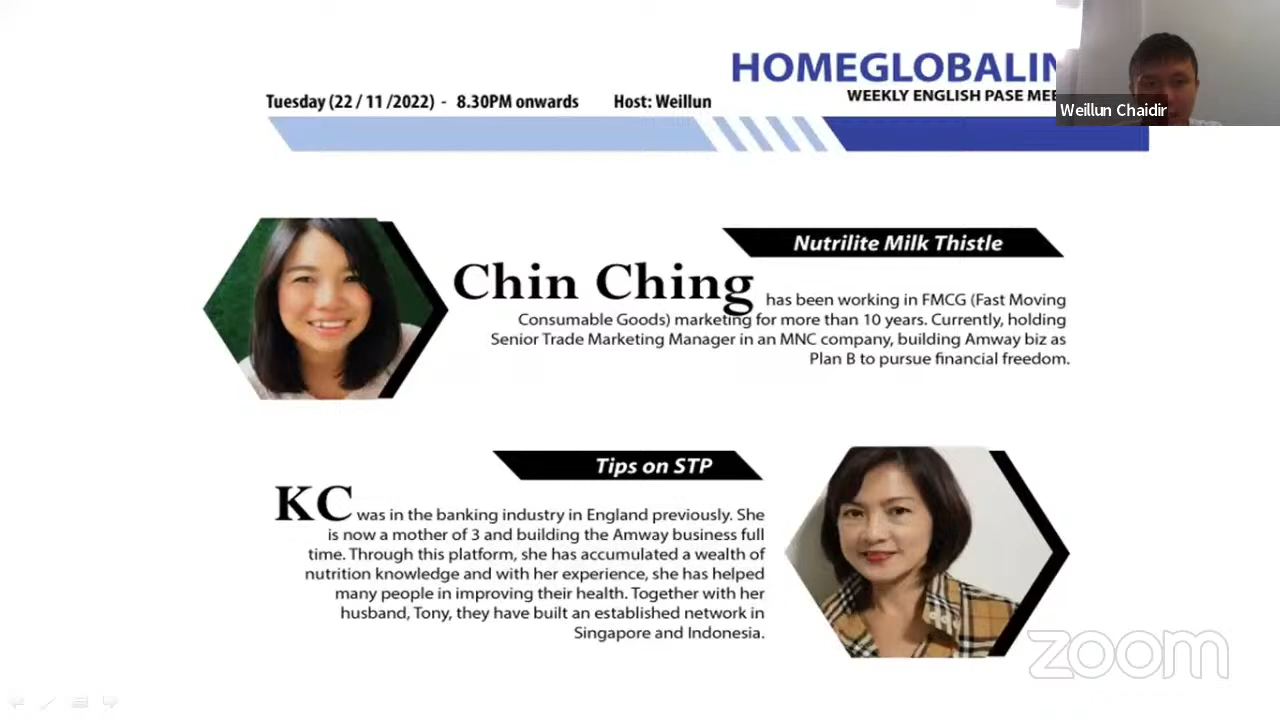 HOMEGLOBALIN
WEEKLY ENGLISH PASE MEE
Tuesday (22 / 11 /2022) - 8.30PM onwards Host: Weillun
Weillun Chaidir
Nutrilite Milk Thistle
Chin Ching has been working in FMCG (Fast Moving
Consumable Goods) marketing for more than 10 years. Currently, holding
Senior Trade Marketing Manager in an MNC company, building Amway biz as
Plan B to pursue financial freedom.
Tips on STP
KC was in the banking industry in England previously. She
is now a mother of 3 and building the Amway business full
time. Through this platform, she has accumulated a wealth of
nutrition knowledge and with her experience, she has helped
many people in improving their health. Together with her
husband, Tony, they have built an established network in
Singapore and Indonesia.
zoom